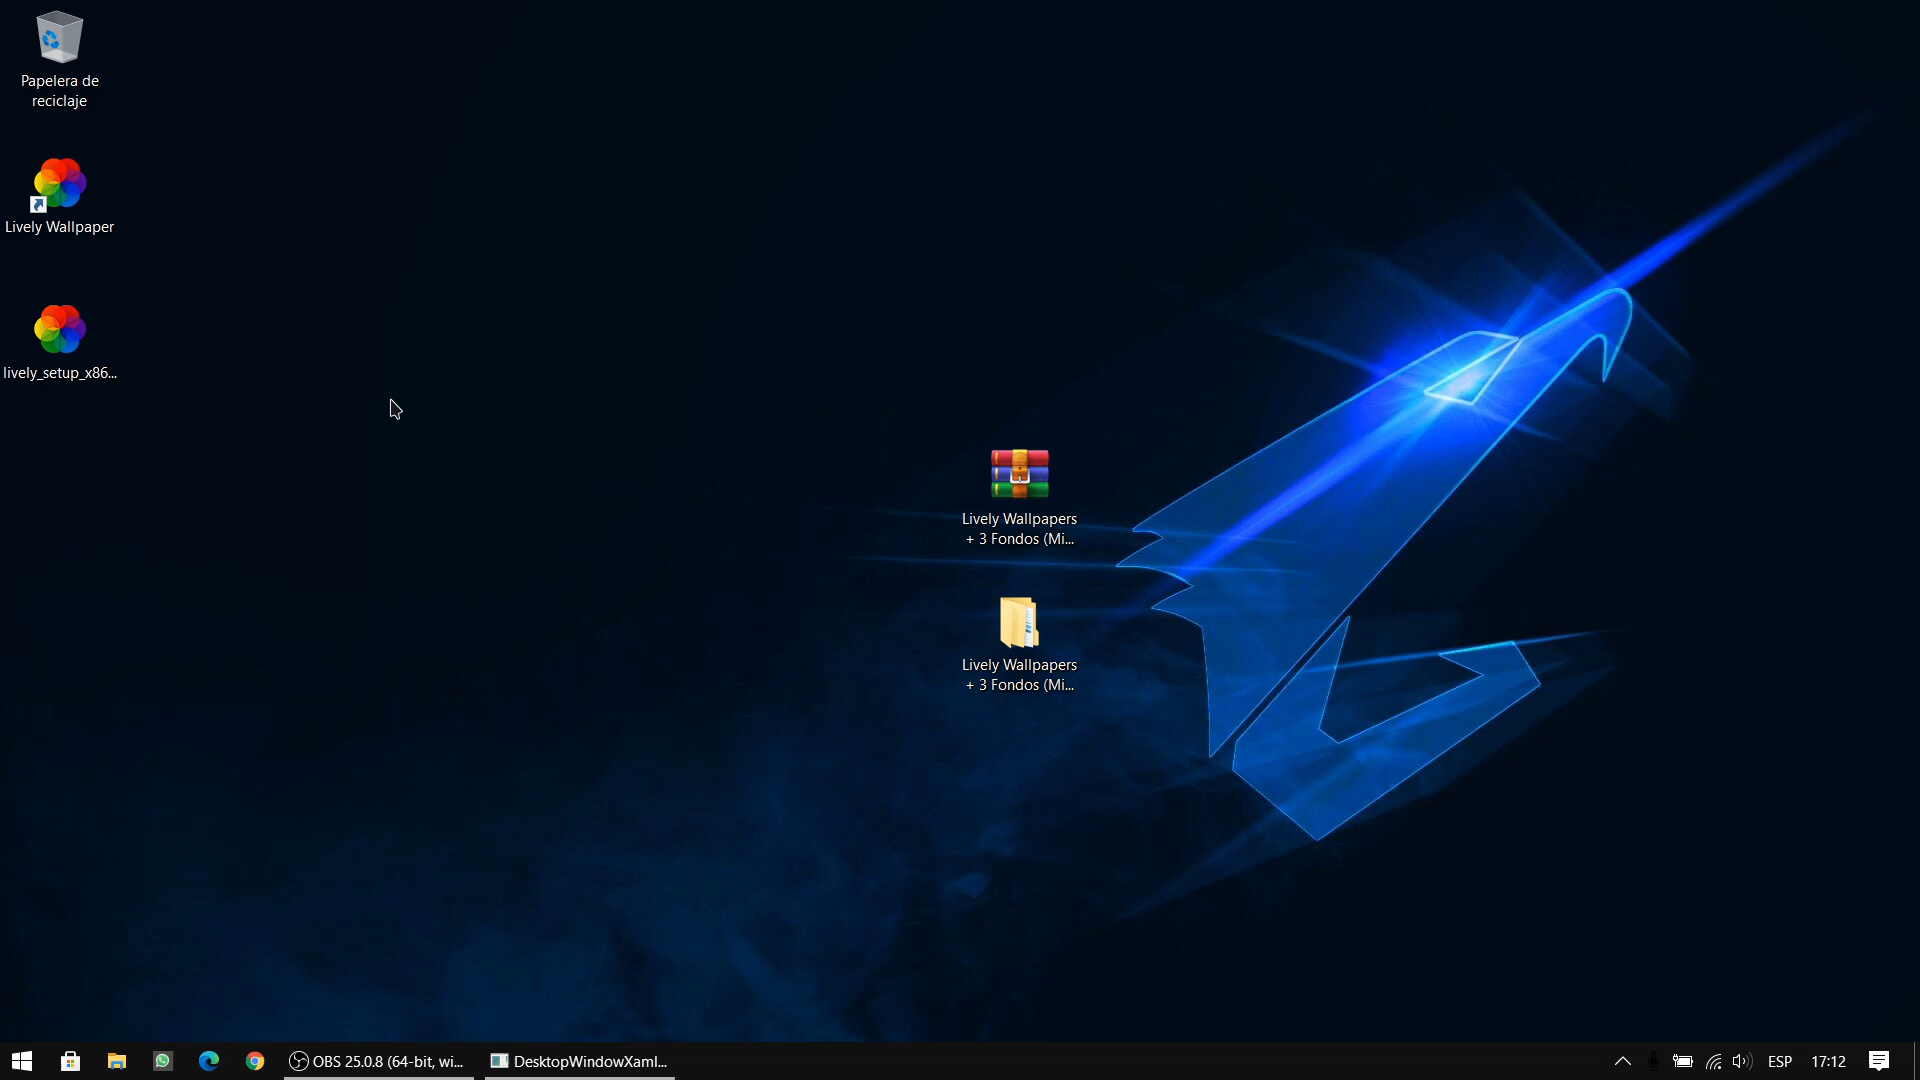 Papelera de
reciclaje
Lively Wallpaper
lively_setup_x86...
Lively Wallpapers
+ 3 Fondos (Mi...
Lively Wallpapers
+ 3 Fondos (Mi...
OBS 25.0.8 (64-bit, wi...
DesktopWindowXaml...
ESP
17:12